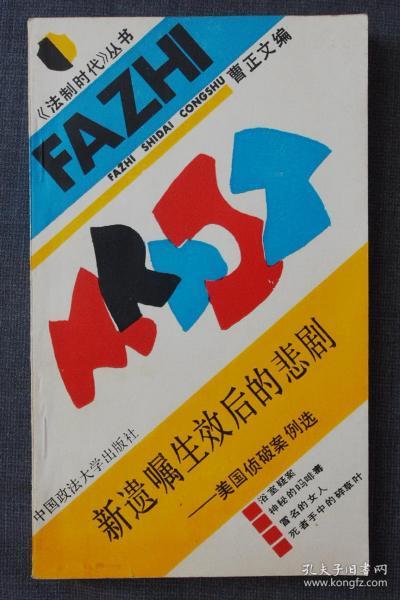 《法制时代》丛书
FAZHI
FAZHI SHIDAI CONGSHU
曹正文编
新遗嘱生效后的悲剧
——美国侦破案例选
中国政法大学出版社
浴室疑案
神秘的吗啡毒
冒名的女人
死者手中的碎草叶
孔夫子旧书网
www.kongfz.com